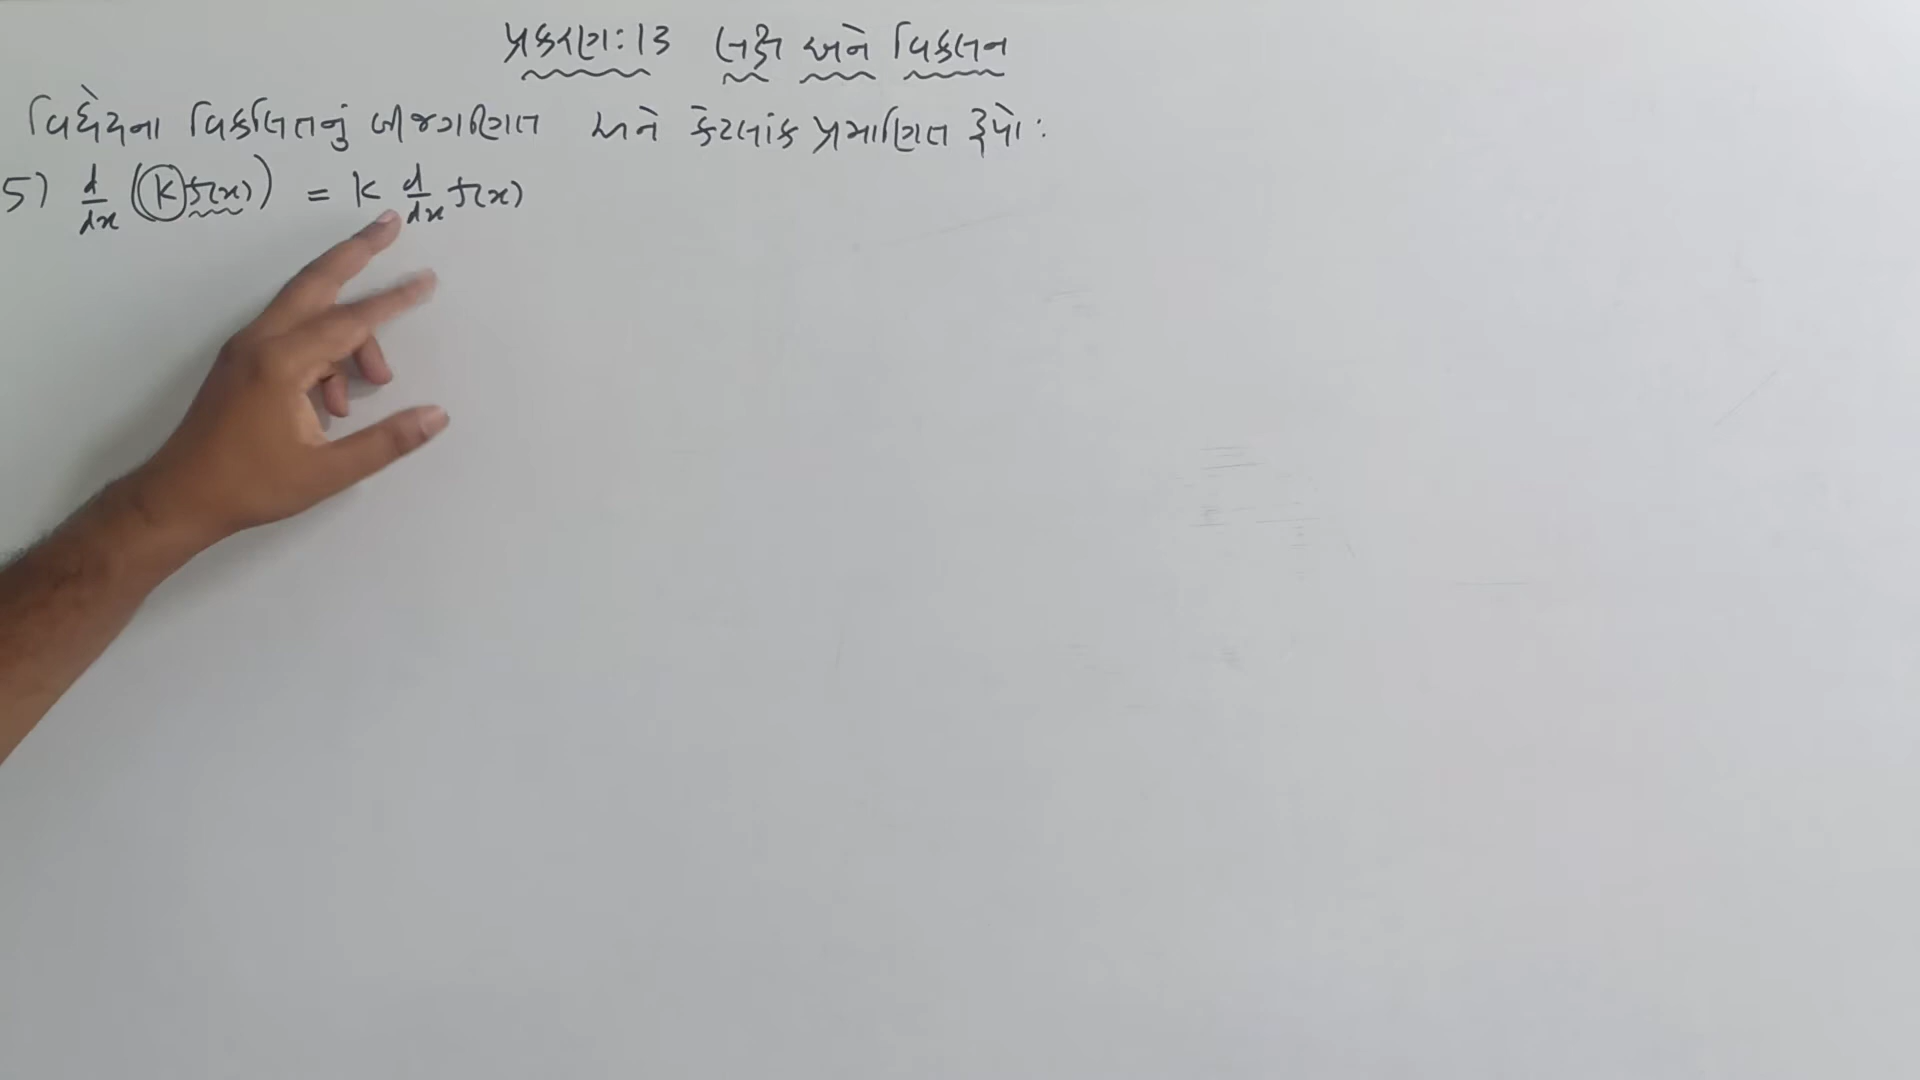 પ્રકરણ:13 લક્ષ અને વિકલન
વિધેયના વિકલિતનું બીજગણિત અને કેટલાંક પ્રમાણિત રૂપો:
5) d/dx (k f(x)) = k d/dx f(x)